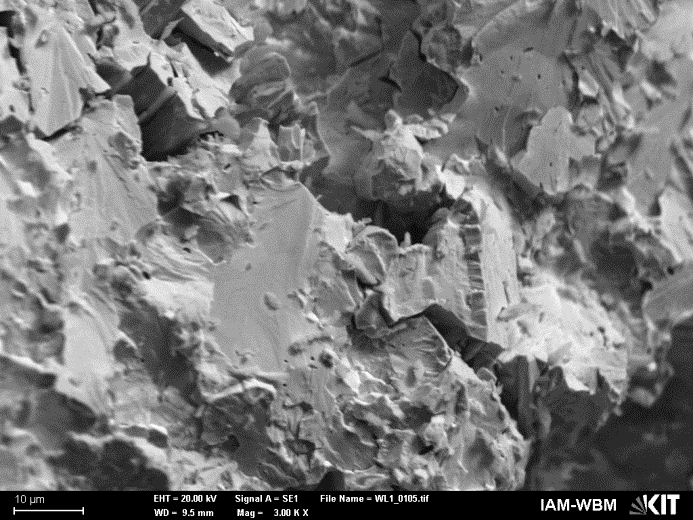 10 µm
EHT = 20.00 kV Signal A = SE1 File Name = WL1_0105.tif
WD = 9.5 mm Mag = 3.00 K X
IAM-WBM KIT